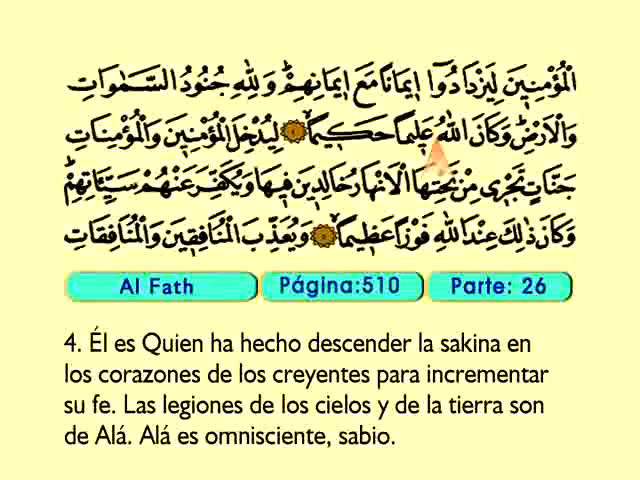 الْمُؤْمِنِينَ لِيَزْدَادُٓوا اِيمَانًا مَعَ اِيمَانِهِمْ وَلِلّٰهِ جُنُودُ السَّمٰوَاتِ
وَالْاَرْضِ وَكَانَ اللّٰهُ عَلِيمًا حَكِيمًا لِيُدْخِلَ الْمُؤْمِنِينَ وَالْمُؤْمِنَاتِ
جَنَّاتٍ تَجْرِى مِنْ تَحْتِهَا الْاَنْهَارُ خَالِدِينَ فِيهَا وَيُكَفِّرَ عَنْهُمْ سَيِّئَاتِهِمْ
وَكَانَ ذٰلِكَ عِنْدَ اللّٰهِ فَوْزًا عَظِيمًا وَيُعَذِّبَ الْمُنَافِقِينَ وَالْمُنَافِقَاتِ
Al Fath Página:510 Parte: 26
4. Él es Quien ha hecho descender la sakina en
los corazones de los creyentes para incrementar
su fe. Las legiones de los cielos y de la tierra son
de Alá. Alá es omnisciente, sabio.